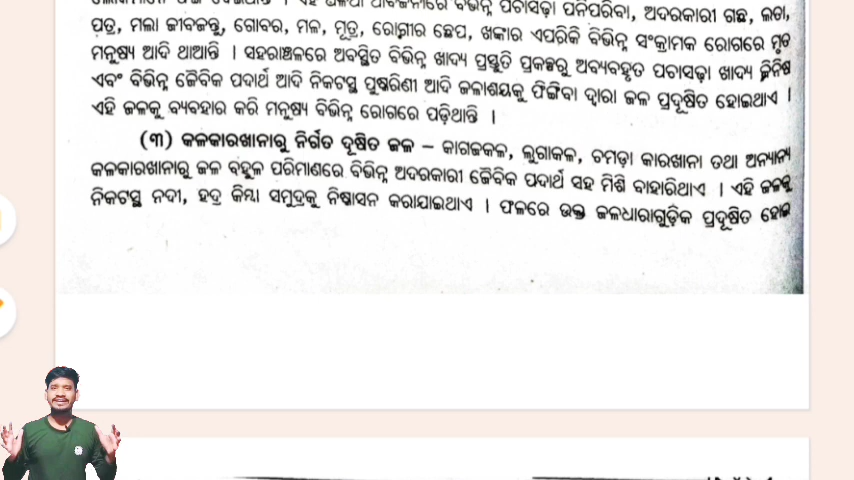 ପତ୍ର, ମଲା ଜୀବଜନ୍ତୁ, ଗୋବର, ମଳ, ମୂତ୍ର, ରୋଗୀର ଛେପ, ଖଙ୍କାର ଏପରିକି ବିଭିନ୍ନ ସଂକ୍ରାମକ ରୋଗରେ ମୃତ
ମନୁଷ୍ୟ ଆଦି ଥାଆନ୍ତି । ସହରାଞ୍ଚଳରେ ଅବସ୍ଥିତ ବିଭିନ୍ନ ଖାଦ୍ୟ ପ୍ରସ୍ତୁତି ପ୍ରକଳ୍ପରୁ ଅବ୍ୟବହୃତ ପଚାସଢ଼ା ଖାଦ୍ୟ ଜିନିଷ
ଏବଂ ବିଭିନ୍ନ ଜୈବିକ ପଦାର୍ଥ ଆଦି ନିକଟସ୍ଥ ପୁଷ୍କରିଣୀ ଆଦି ଜଳାଶୟକୁ ଫିଙ୍ଗିବା ଦ୍ୱାରା ଜଳ ପ୍ରଦୂଷିତ ହୋଇଥାଏ ।
ଏହି ଜଳକୁ ବ୍ୟବହାର କରି ମନୁଷ୍ୟ ବିଭିନ୍ନ ରୋଗରେ ପଡ଼ିଥାନ୍ତି ।
(୩) କଳକାରଖାନାରୁ ନିର୍ଗତ ଦୂଷିତ ଜଳ – କାଗଜକଳ, ଲୁଗାକଳ, ଚମଡ଼ା କାରଖାନା ତଥା ଅନ୍ୟାନ୍ୟ
କଳକାରଖାନାରୁ ଜଳ ବହୁଳ ପରିମାଣରେ ବିଭିନ୍ନ ଅଦରକାରୀ ଜୈବିକ ପଦାର୍ଥ ସହ ମିଶି ବାହାରିଥାଏ । ଏହି ଜଳକୁ
ନିକଟସ୍ଥ ନଦୀ, ହଦ୍ର କିମ୍ବା ସମୁଦ୍ରକୁ ନିଷ୍କାସନ କରାଯାଇଥାଏ । ଫଳରେ ଉକ୍ତ ଜଳଧାରାଗୁଡ଼ିକ ପ୍ରଦୂଷିତ ହୋଇ